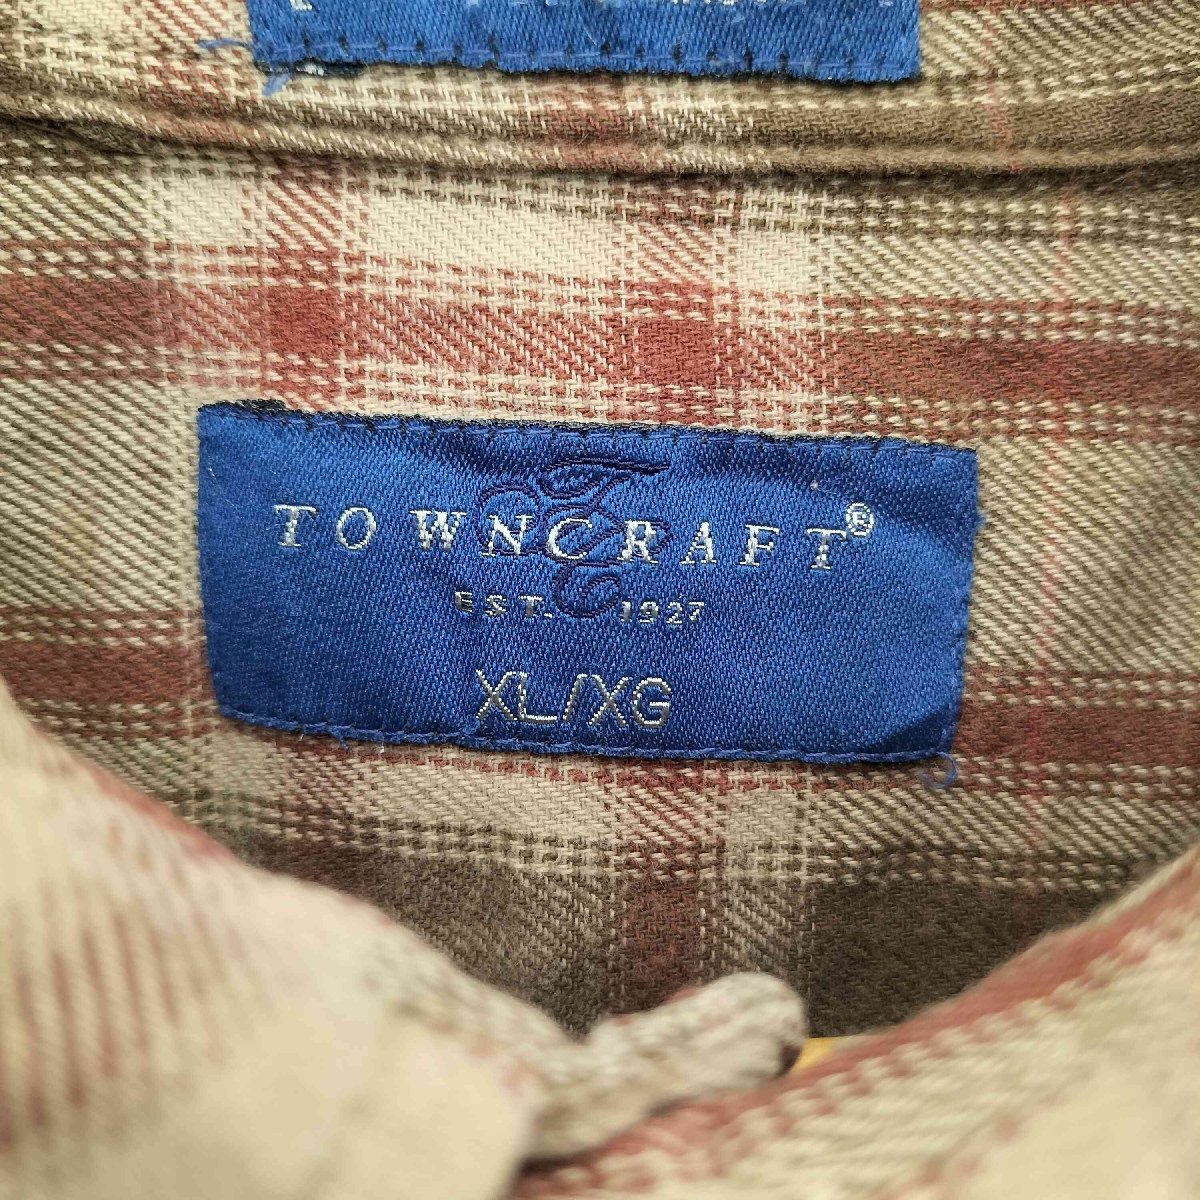 TOWNCRAFT®
EST. 1927
XL/XG